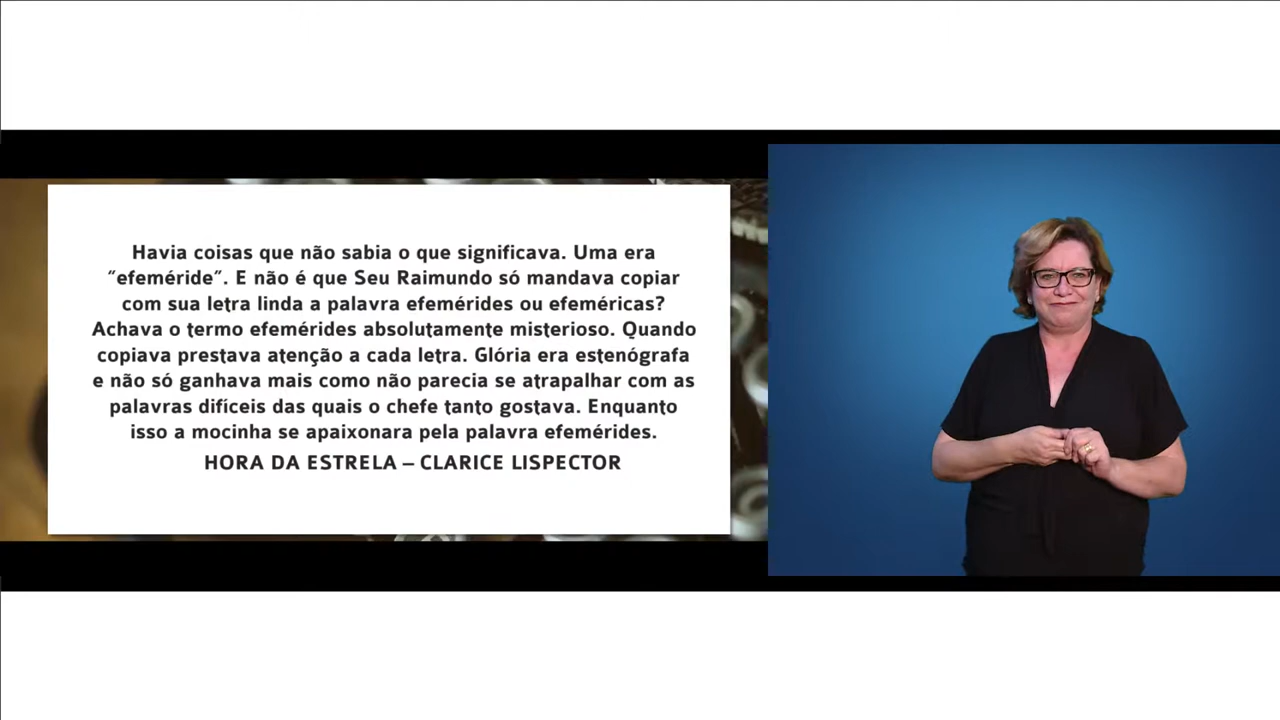 Havia coisas que não sabia o que significava. Uma era
"efeméride". E não é que Seu Raimundo só mandava copiar
com sua letra linda a palavra efemérides ou efeméricas?
Achava o termo efemérides absolutamente misterioso. Quando
copiava prestava atenção a cada letra. Glória era estenógrafa
e não só ganhava mais como não parecia se atrapalhar com as
palavras difíceis das quais o chefe tanto gostava. Enquanto
isso a mocinha se apaixonara pela palavra efemérides.
HORA DA ESTRELA – CLARICE LISPECTOR